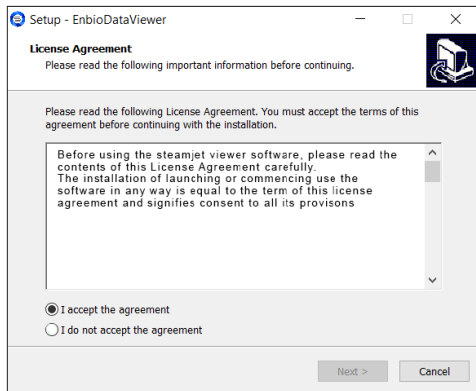 Setup - EnbioDataViewer
License Agreement
Please read the following important information before continuing.
Please read the following License Agreement. You must accept the terms of this
agreement before continuing with the installation.
Before using the steamjet viewer software, please read the
contents of this License Agreement carefully.
The installation of launching or commencing use the
software in any way is equal to the term of this license
agreement and signifies consent to all its provisons
I accept the agreement
I do not accept the agreement
Next >
Cancel